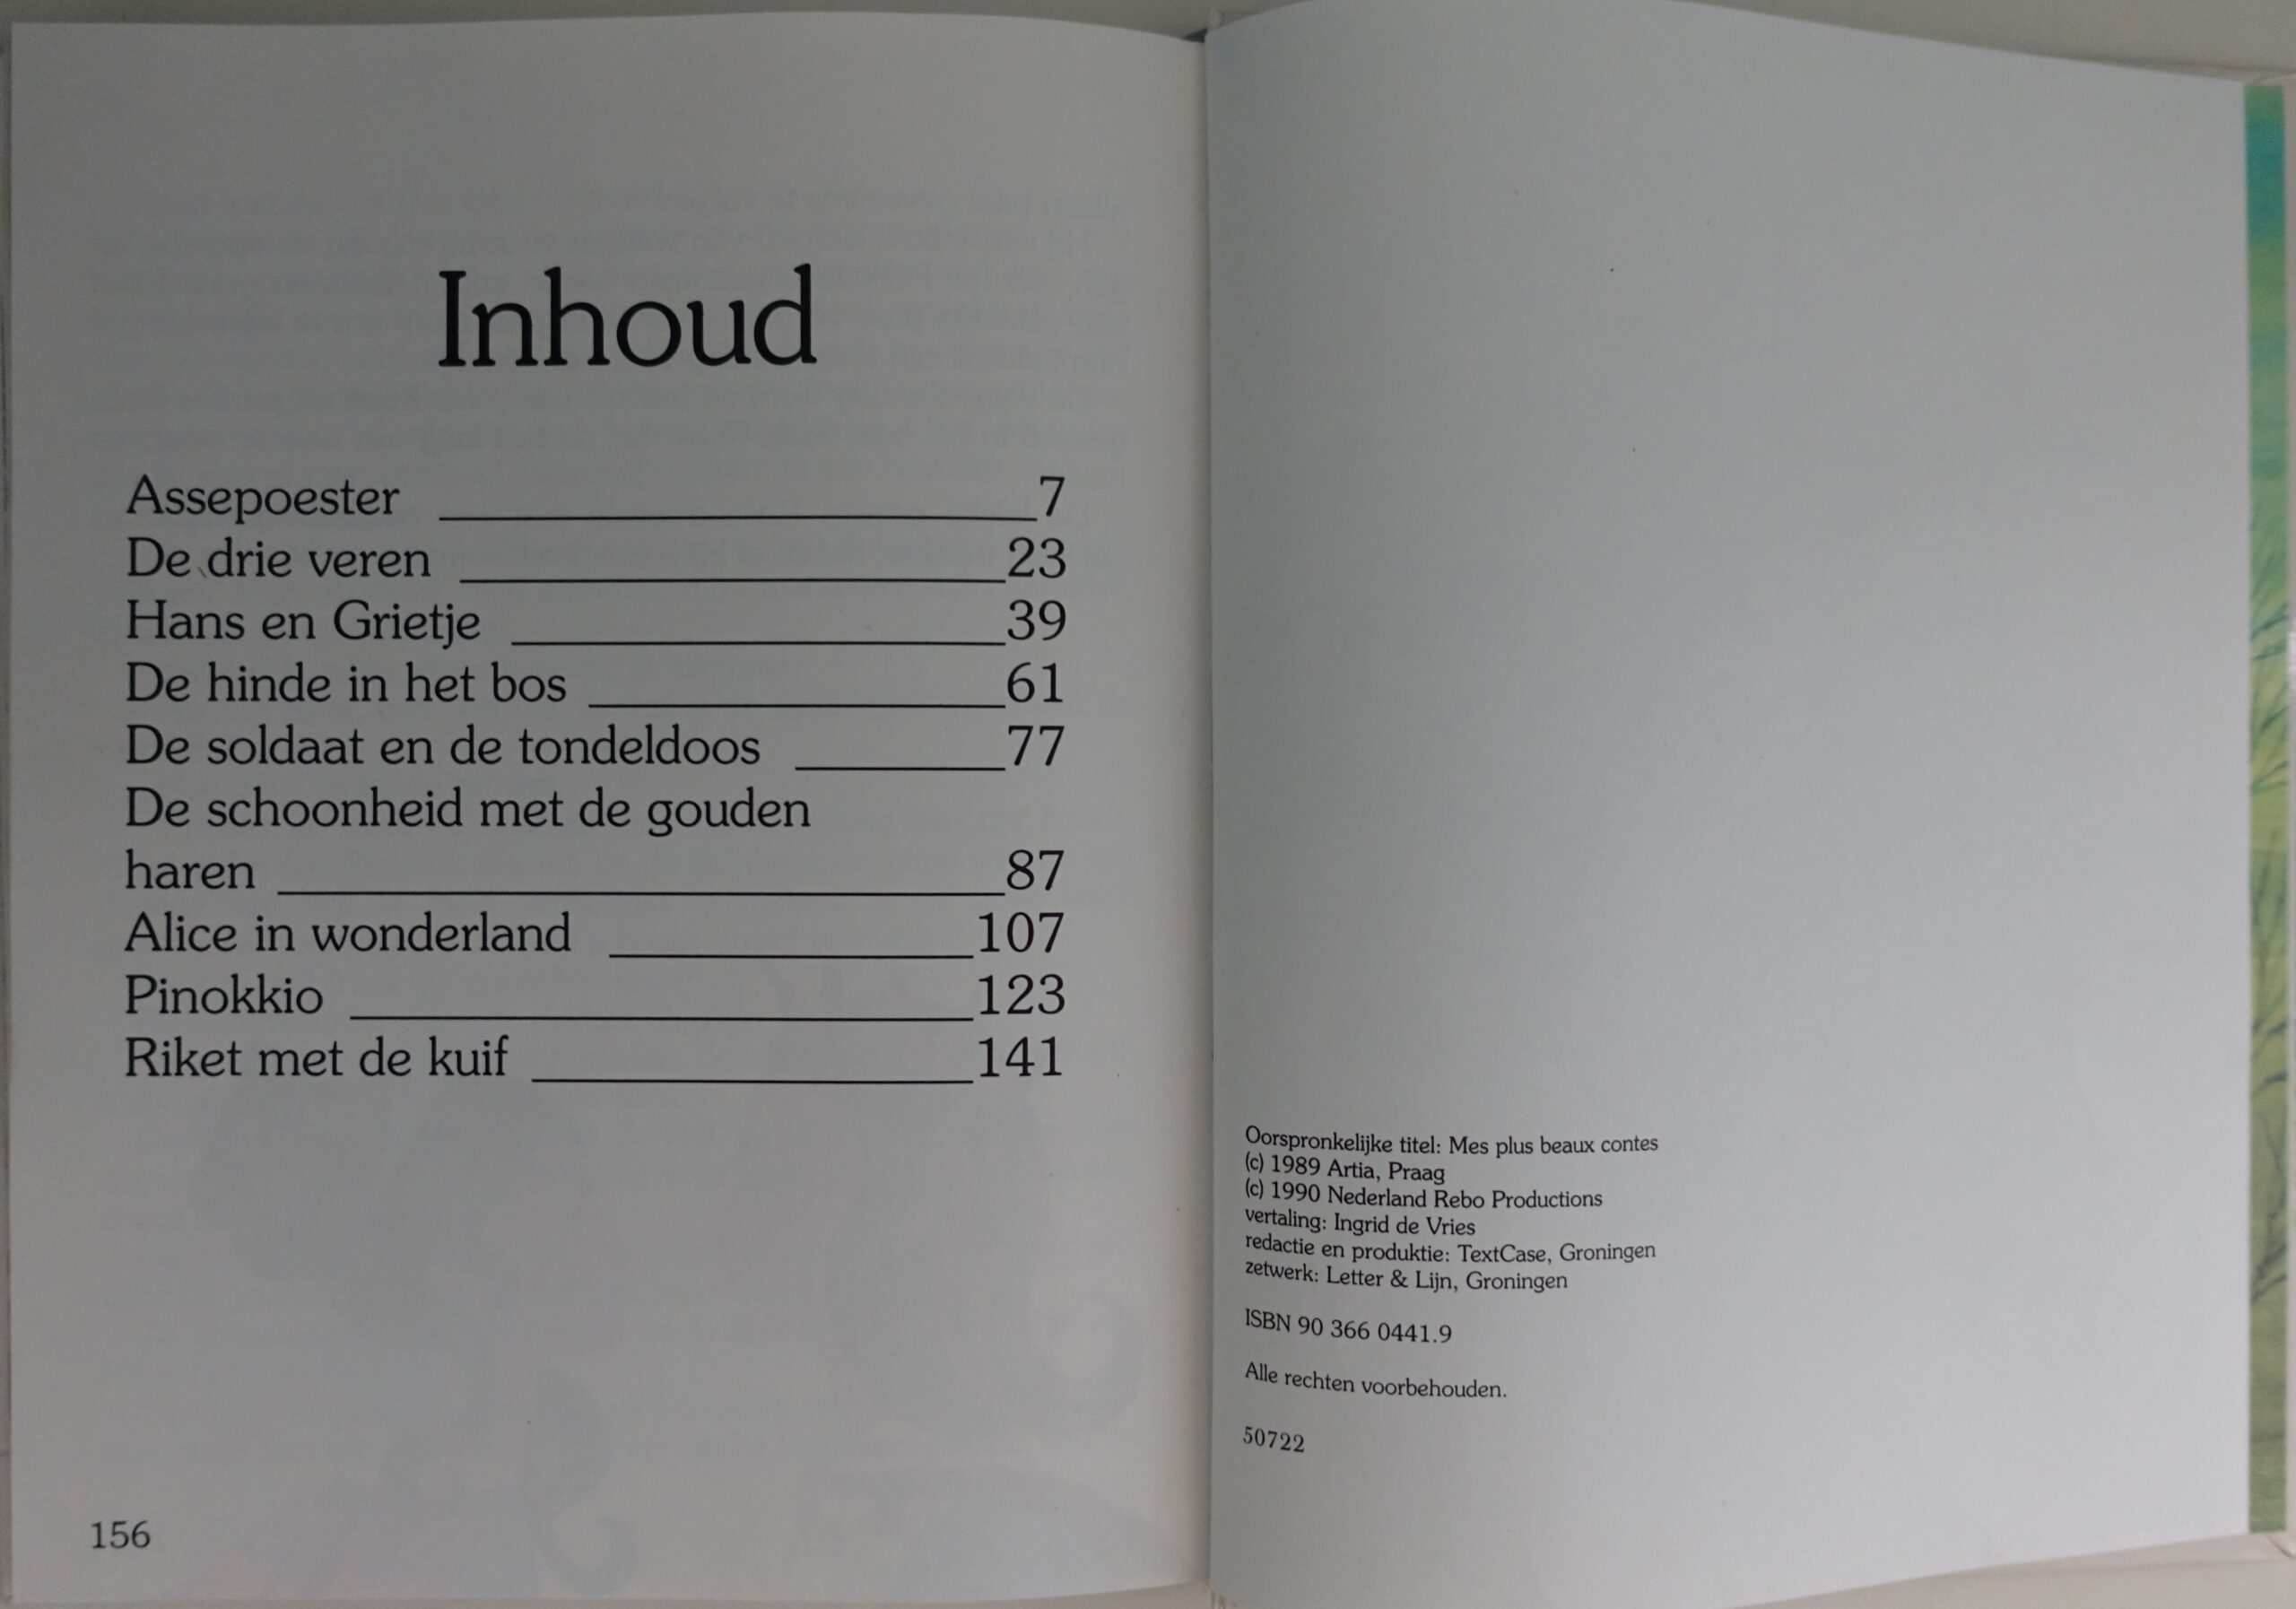 Inhoud
Assepoester 7
De drie veren 23
Hans en Grietje 39
De hinde in het bos 61
De soldaat en de tondeldoos 77
De schoonheid met de gouden
haren 87
Alice in wonderland 107
Pinokkio 123
Riket met de kuif 141
156
Oorspronkelijke titel: Mes plus beaux contes
(c) 1989 Artia, Praag
(c) 1990 Nederland Rebo Productions
vertaling: Ingrid de Vries
redactie en produktie: TextCase, Groningen
zetwerk: Letter & Lijn, Groningen
ISBN 90 366 0441.9
Alle rechten voorbehouden.
50722